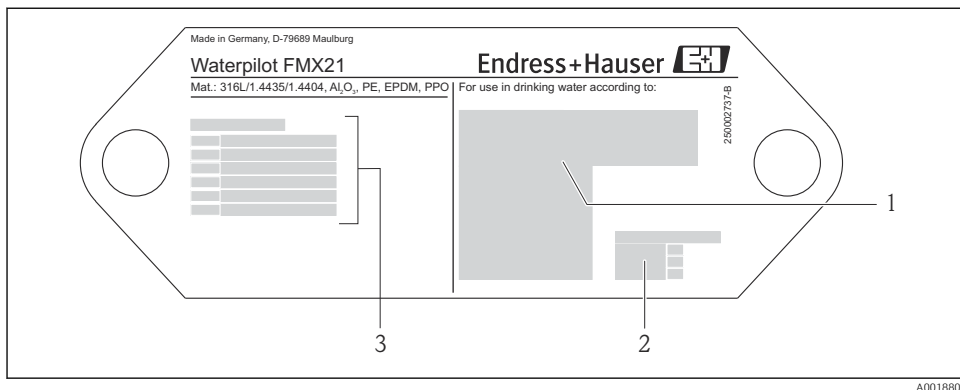 Made in Germany, D-79689 Maulburg
Waterpilot FMX21
Endress+Hauser
Mat.: 316L/1.4435/1.4404, Al₂O₃, PE, EPDM, PPO
For use in drinking water according to:
250002737-B
1
2
3
A001880